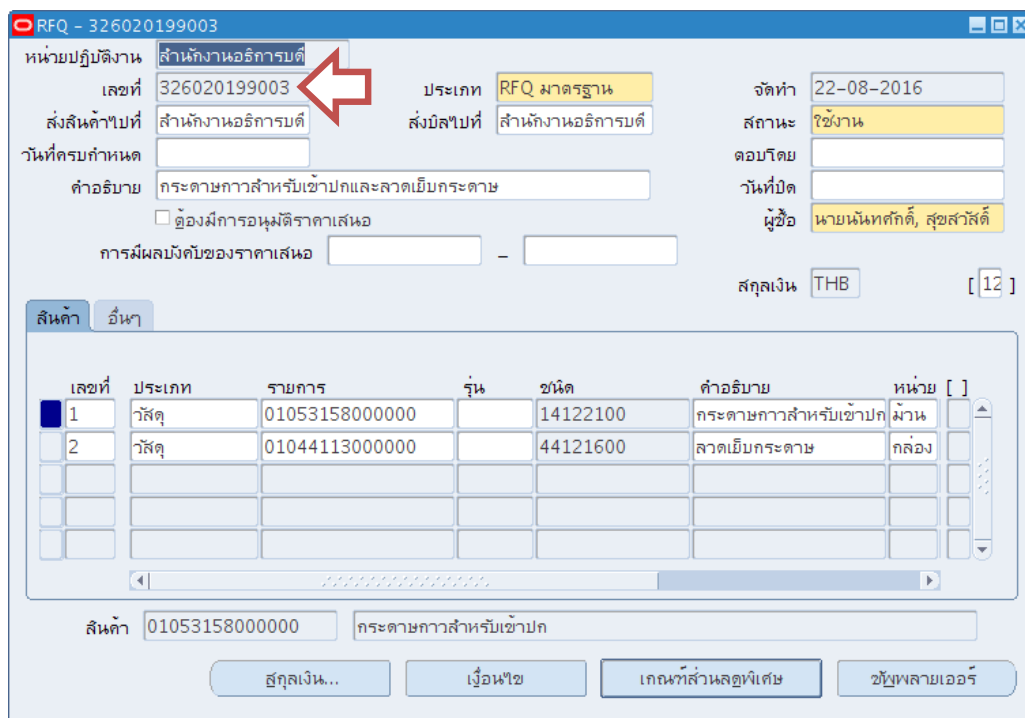 RFQ – 326020199003
หน่วยปฏิบัติงาน สำนักงานอธิการบดี
เลขที่ 326020199003 ประเภท RFQ มาตรฐาน จัดทำ 22-08-2016
ส่งสินค้าไปที่ สำนักงานอธิการบดี ส่งบิลไปที่ สำนักงานอธิการบดี สถานะ ใช้งาน
วันที่ครบกำหนด ตอบโดย
คำอธิบาย กระดาษกาวสำหรับเข้าปกและลวดเย็บกระดาษ วันที่ปิด
ต้องมีการอนุมัติราคาเสนอ ผู้ซื้อ นายนันทศักดิ์, สุขสวัสดิ์
การมีผลบังคับของราคาเสนอ –
สกุลเงิน THB [ 12 ]
สินค้า อื่นๆ
เลขที่ ประเภท รายการ รุ่น ชนิด คำอธิบาย หน่วย [ ]
1 วัสดุ 01053158000000 14122100 กระดาษกาวสำหรับเข้าปก ม้วน
2 วัสดุ 01044113000000 44121600 ลวดเย็บกระดาษ กล่อง
สินค้า 01053158000000 กระดาษกาวสำหรับเข้าปก
สกุลเงิน... เงื่อนไข เกณฑ์ส่วนลดพิเศษ ซัพพลายเออร์